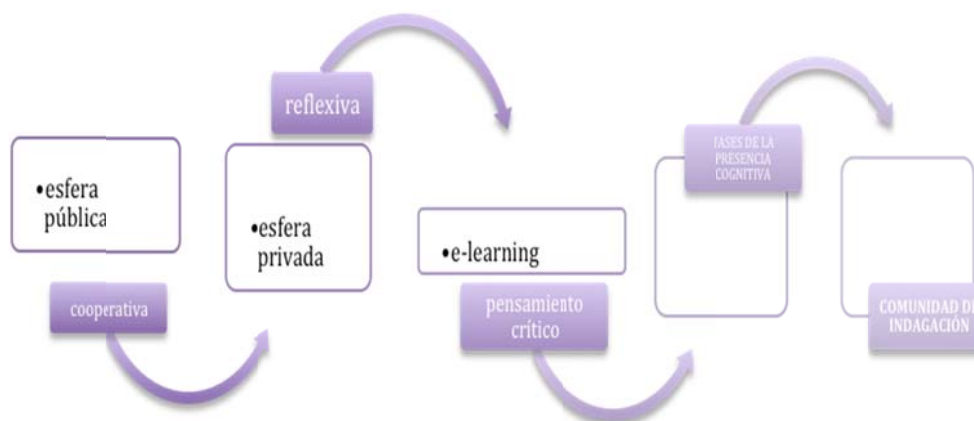 •esfera
pública
cooperativa
reflexiva
•esfera
privada
•e-learning
pensamiento
crítico
FASES DE LA
PRESENCIA
COGNITIVA
COMUNIDAD DE
INDAGACIÓN